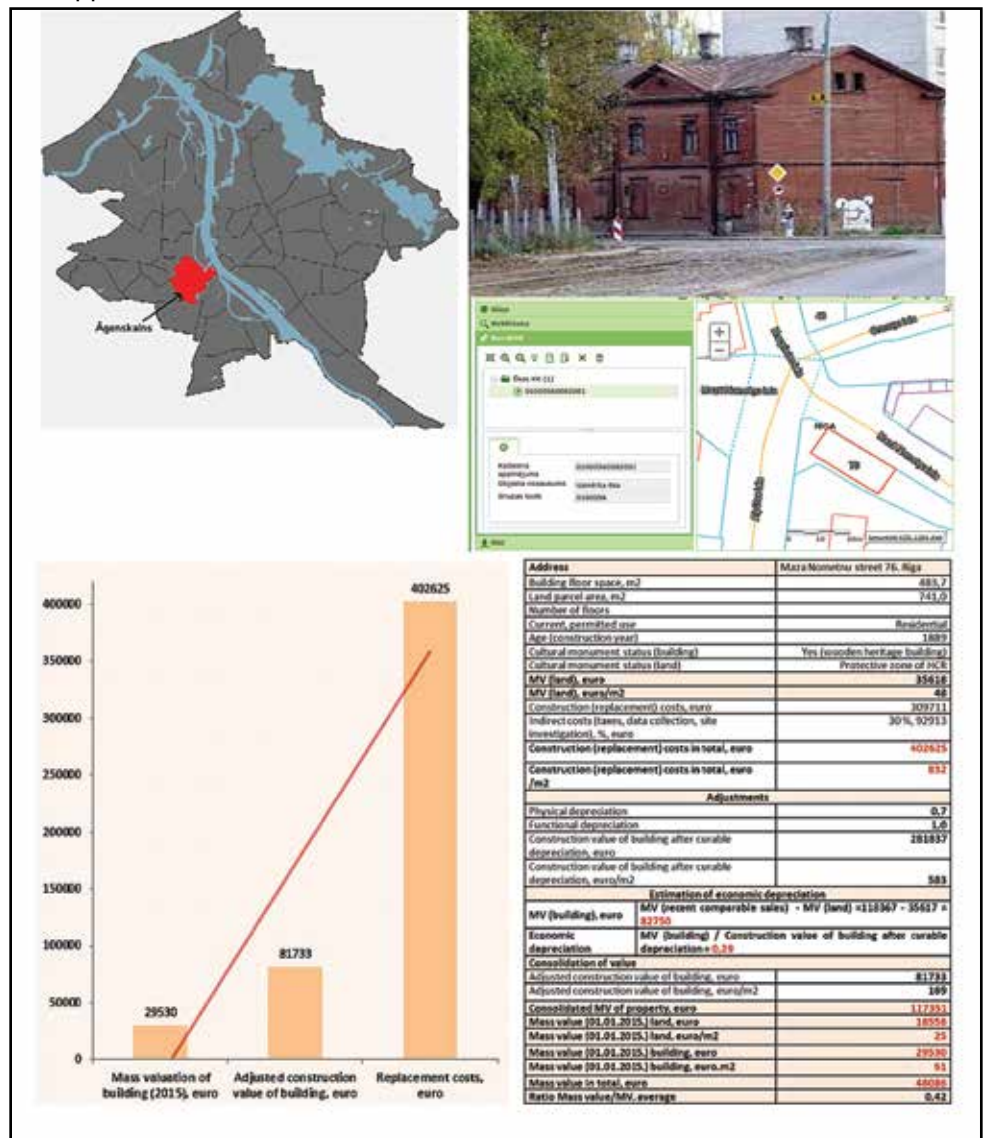 Āgenskalns
RIGA
402625
400000
350000
300000
250000
200000
150000
100000
50000
0
81733
29530
Mass valuation of
building (2015), euro
Adjusted construction
value of building, euro
Replacement costs,
euro
Address Maza Nometnu street 76, Riga
Building floor space, m2 483,7
Land parcel area, m2 741,0
Number of floors
Current, permitted use Residential
Age (construction year) 1889
Cultural monument status (building) Yes (wooden heritage building)
Cultural monument status (land) Protective zone of HCR
MV (land), euro 35618
MV (land), euro/m2 48
Construction (replacement) costs, euro 309711
Indirect costs (taxes, data collection, site 30%, 92913
investigation), %, euro
Construction (replacement) costs in total, euro 402625
Construction (replacement) costs in total, euro 832
/m2
Adjustments
Physical depreciation 0,7
Functional depreciation 1,0
Construction value of building after curable 281837
depreciation, euro
Construction value of building after curable
depreciation, euro/m2 583
Estimation of economic depreciation
MV (building), euro MV (recent comparable sales) - MV (land) =118367 - 35617 =
82750
Economic MV (building) / Construction value of building after curable
depreciation depreciation= 0,29
Consolidation of value
Adjusted construction value of building, euro 81733
Adjusted construction value of building, euro/m2 169
Consolidated MV of property, euro 117351
Mass value (01.01.2015.) land, euro 18556
Mass value (01.01.2015.) land, euro/m2 25
Mass value (01.01.2015.) building, euro 29530
Mass value (01.01.2015.) building, euro.m2 61
Mass value in total, euro 48086
Ratio Mass value/MV, average 0,42